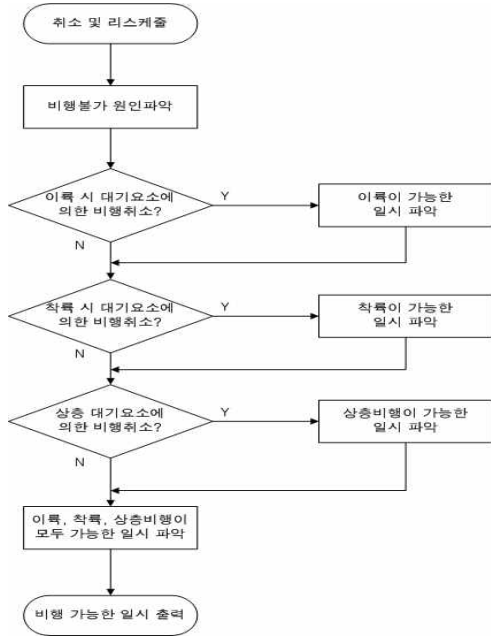 취소 및 리스케줄
비행불가 원인파악
이륙 시 대기요소에
의한 비행취소?
Y
이륙이 가능한
일시 파악
N
착륙 시 대기요소에
의한 비행취소?
Y
착륙이 가능한
일시 파악
N
상층 대기요소에
의한 비행취소?
Y
상층비행이 가능한
일시 파악
N
이륙, 착륙, 상층비행이
모두 가능한 일시 파악
비행 가능한 일시 출력